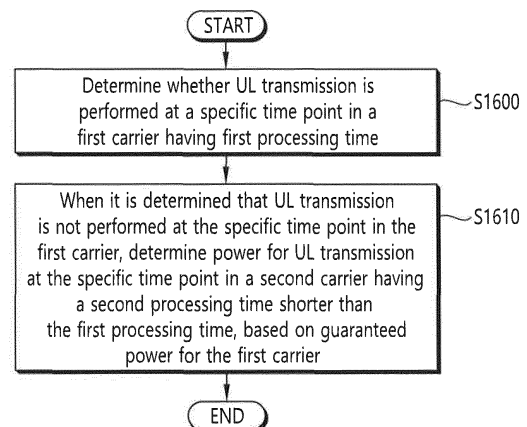 START
Determine whether UL transmission is
performed at a specific time point in a
first carrier having first processing time
S1600
When it is determined that UL transmission
is not performed at the specific time point in the
first carrier, determine power for UL transmission
at the specific time point in a second carrier having
a second processing time shorter than
the first processing time, based on guaranteed
power for the first carrier
S1610
END